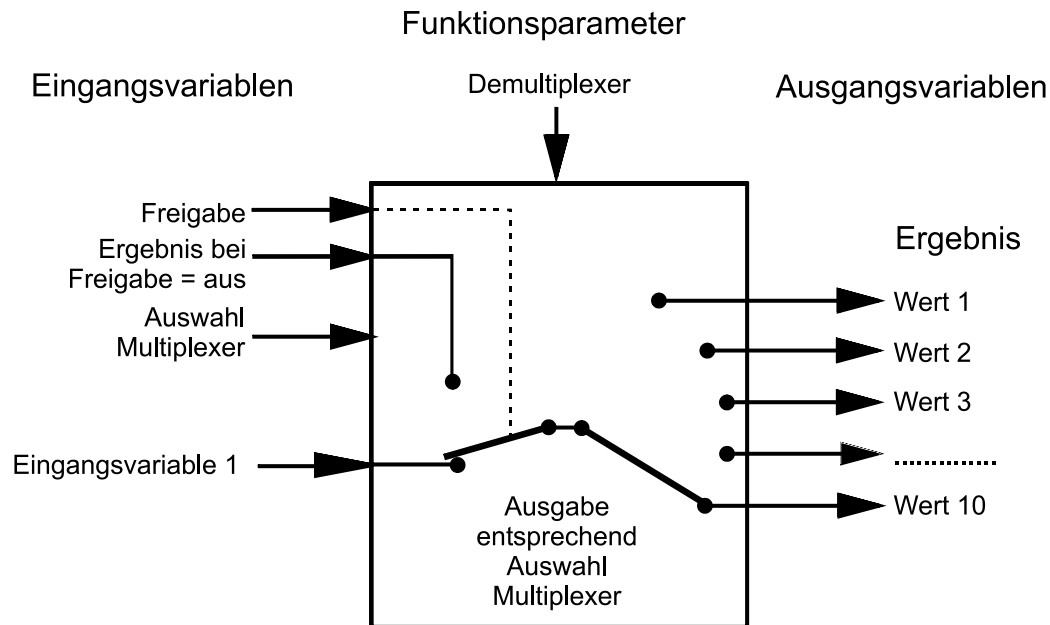 Funktionsparameter
Eingangsvariablen
Demultiplexer
Ausgangsvariablen
Freigabe
Ergebnis bei
Freigabe = aus
Auswahl
Multiplexer
Eingangsvariable 1
Ausgabe
entsprechend
Auswahl
Multiplexer
Ergebnis
Wert 1
Wert 2
Wert 3
...............
Wert 10